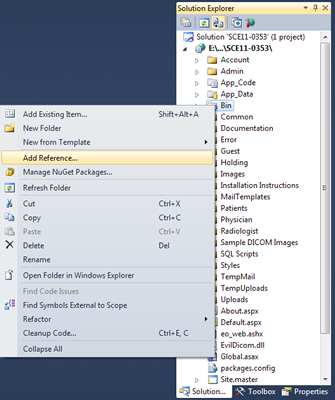 Solution Explorer
Solution 'SCE11-0353' (1 project)
E:\...\SCE11-0353\
Account
Admin
App_Code
App_Data
Bin
Common
Documentation
Error
Guest
Holding
Images
Installation Instructions
MailTemplates
Patients
Physician
Radiologist
Sample DICOM Images
SQL Scripts
Styles
TempMail
TempUploads
Uploads
About.aspx
Default.aspx
eo_web.ashx
EvilDicom.dll
Global.asax
packages.config
Site.master
Solution...
Toolbox
Properties
Add Existing Item... Shift+Alt+A
New Folder
New from Template
Add Reference...
Manage NuGet Packages...
Refresh Folder
Cut Ctrl+X
Copy Ctrl+C
Paste Ctrl+V
Delete Del
Rename
Open Folder in Windows Explorer
Find Code Issues
Find Symbols External to Scope
Refactor
Cleanup Code... Ctrl+E, C
Collapse All